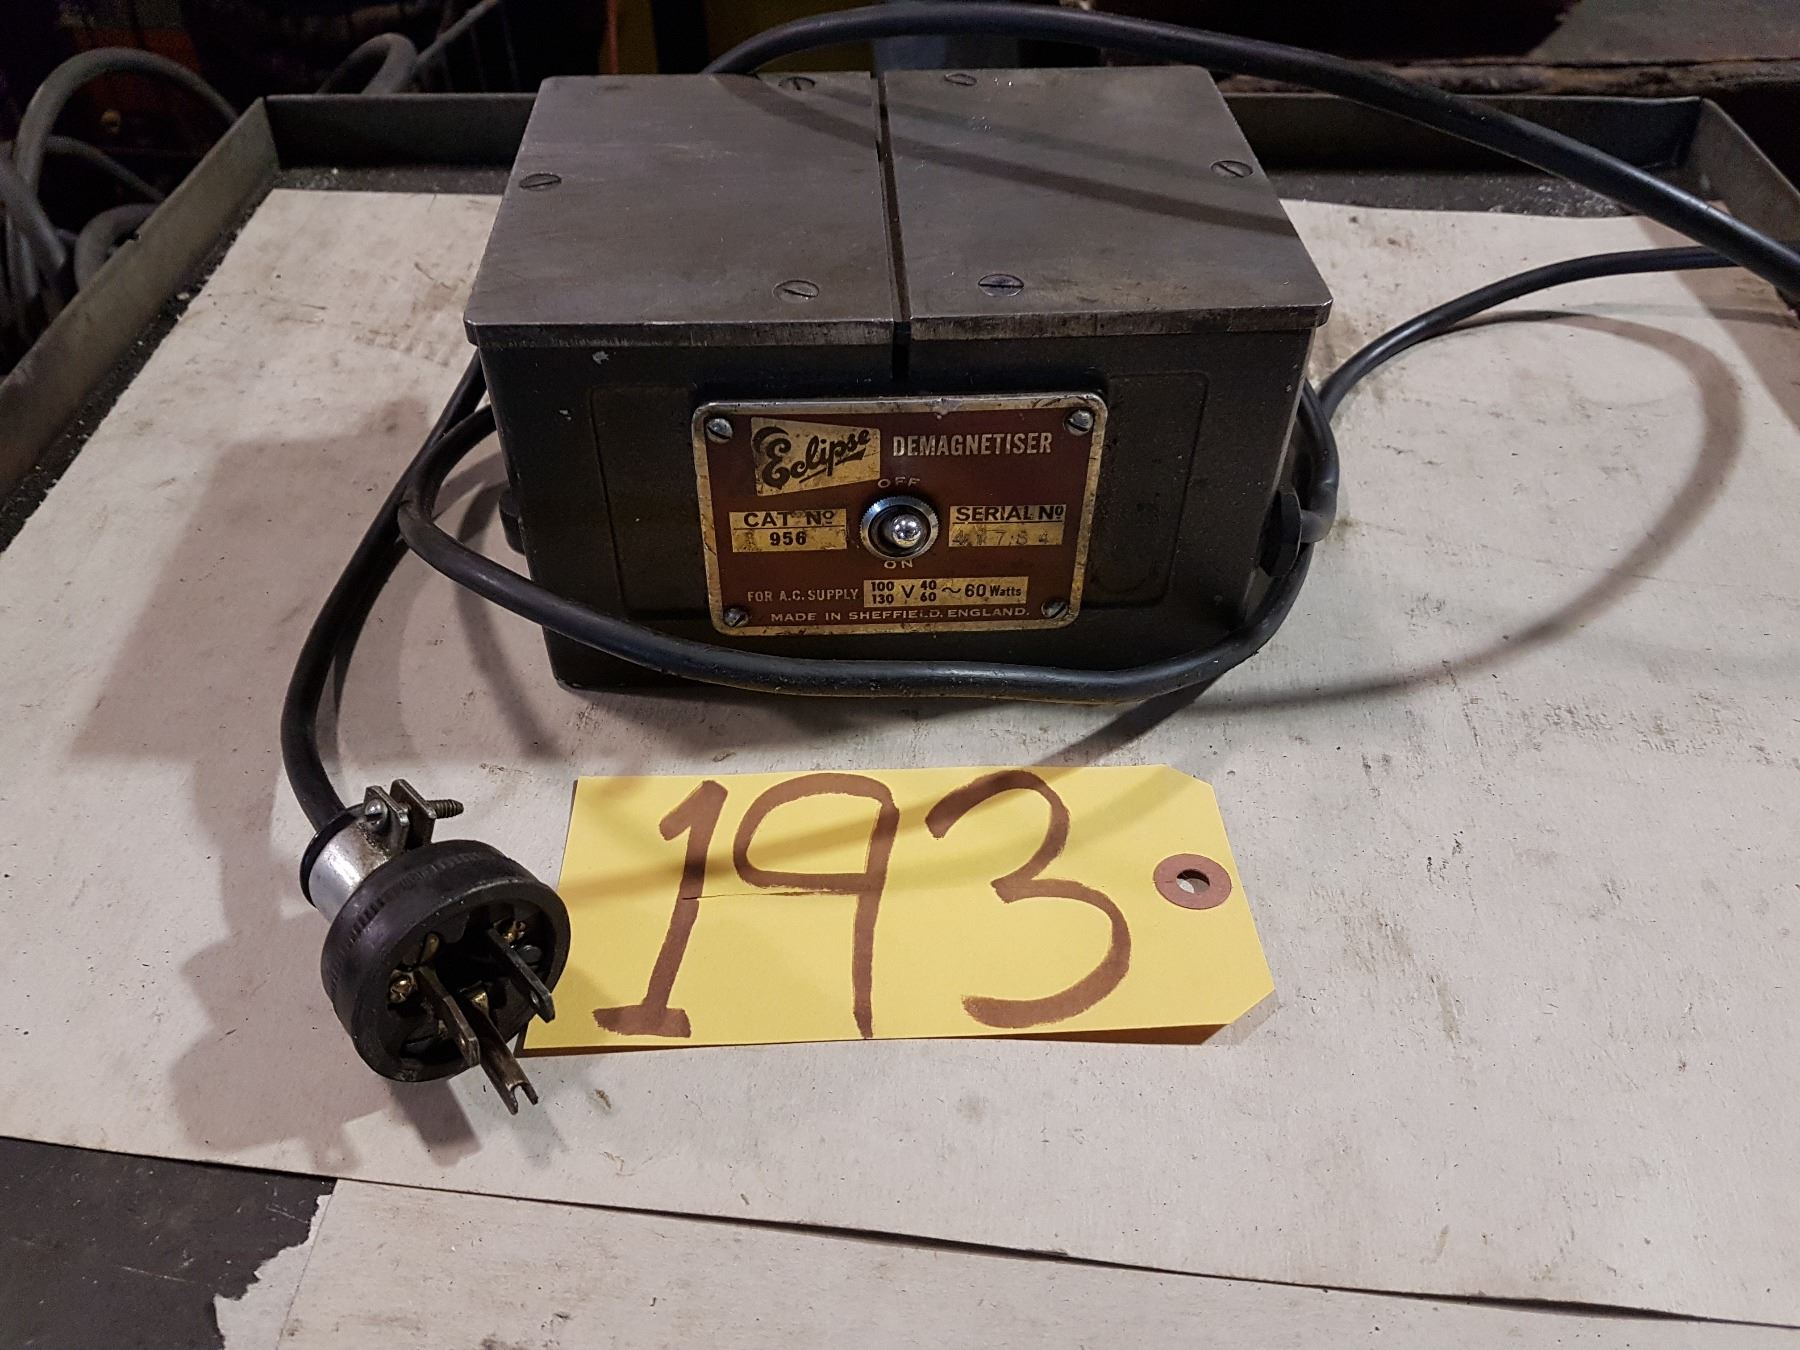 Eclipse DEMAGNETISER
OFF
CAT Nº SERIAL Nº
956
ON
FOR A.C. SUPPLY 100 130 V 40 60 ~ 60 Watts
MADE IN SHEFFIELD, ENGLAND.
193